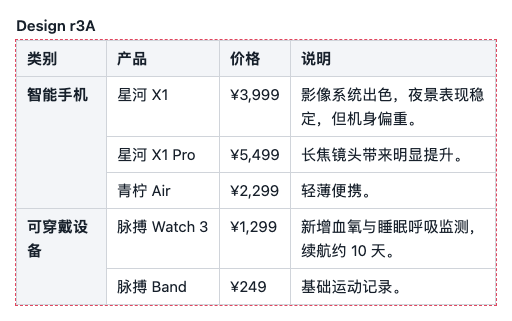 Design r3A
类别 产品 价格 说明
智能手机 星河 X1 ¥3,999 影像系统出色，夜景表现稳
定，但机身偏重。
星河 X1 Pro ¥5,499 长焦镜头带来明显提升。
青柠 Air ¥2,299 轻薄便携。
可穿戴设 脉搏 Watch 3 ¥1,299 新增血氧与睡眠呼吸监测，
备 续航约 10 天。
脉搏 Band ¥249 基础运动记录。